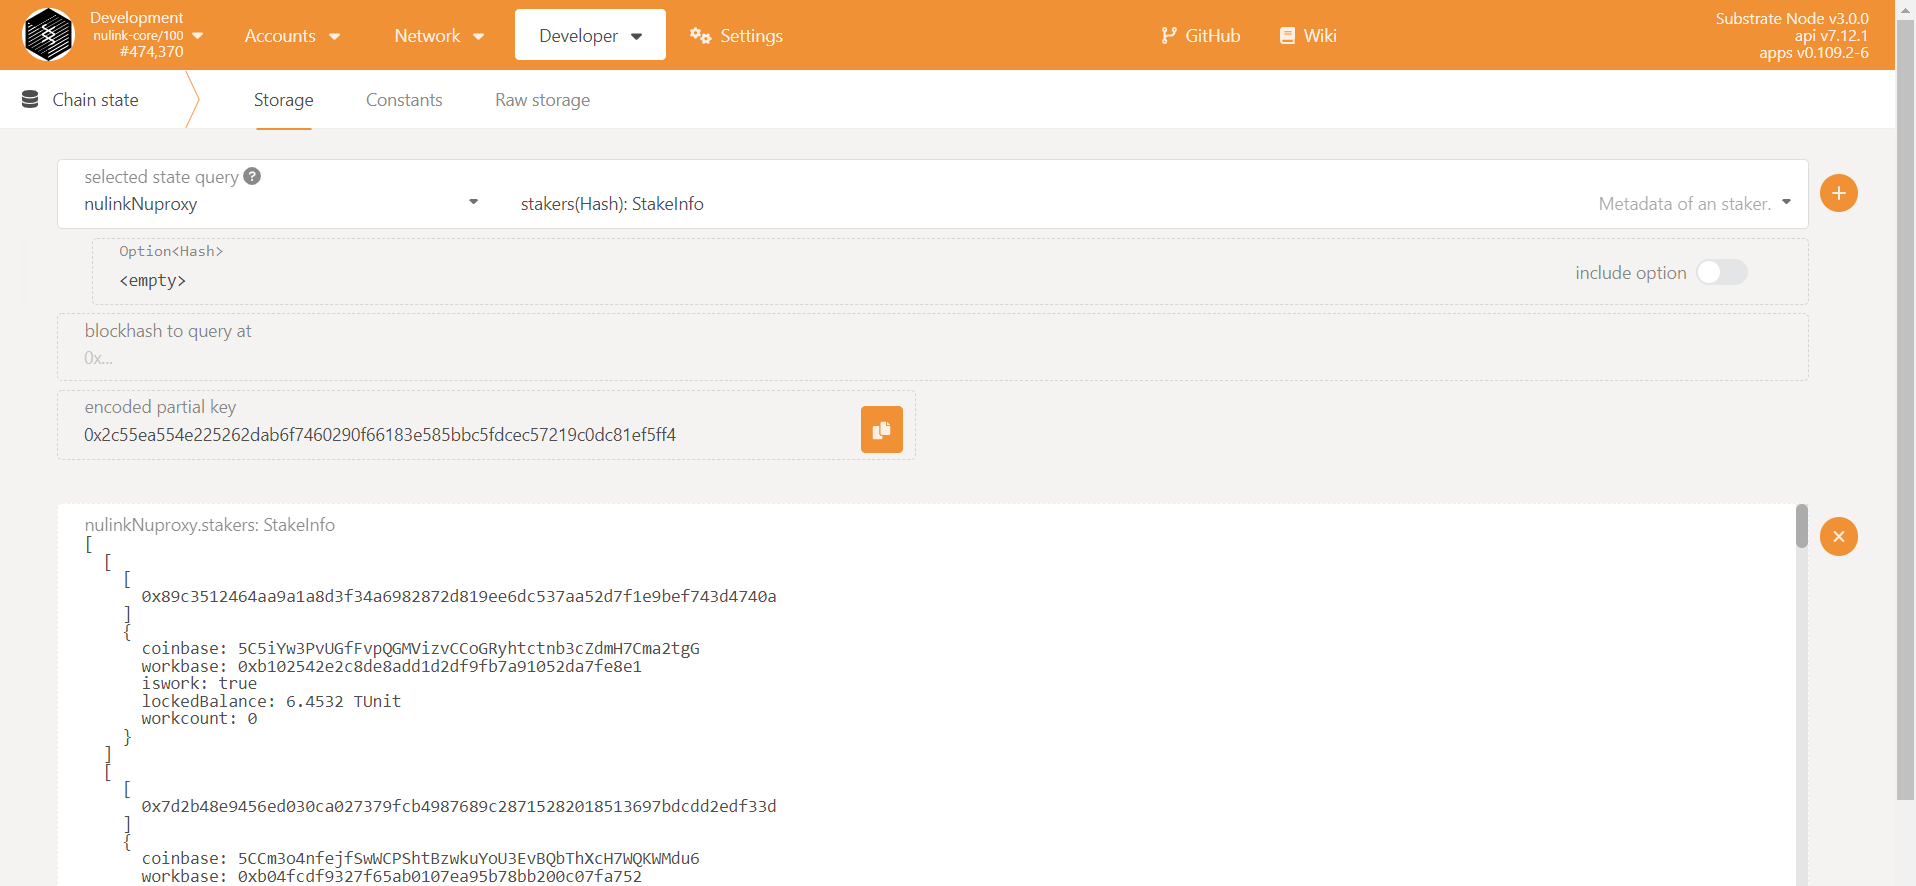 Development
nulink-core/100
#474,370
Accounts
Network
Developer
Settings
GitHub
Wiki
Substrate Node v3.0.0
api v7.12.1
apps v0.109.2-6
Chain state
Storage
Constants
Raw storage
selected state query ?
nulinkNuproxy
stakers(Hash): StakeInfo
Metadata of an staker.
Option<Hash>
<empty>
include option
blockhash to query at
0x...
encoded partial key
0x2c55ea554e225262dab6f7460290f66183e585bbc5fdcec57219c0dc81ef5ff4
nulinkNuproxy.stakers: StakeInfo
[
[
[
0x89c3512464aa9a1a8d3f34a6982872d819ee6dc537aa52d7f1e9bef743d4740a
]
{
coinbase: 5C5iYw3PvUGfFvpQGMVizvCCoGRyhtctnb3cZdmH7Cma2tgG
workbase: 0xb102542e2c8de8add1d2df9fb7a91052da7fe8e1
iswork: true
lockedBalance: 6.4532 TUnit
workcount: 0
}
]
[
[
0x7d2b48e9456ed030ca027379fcb4987689c28715282018513697bdcdd2edf33d
]
{
coinbase: 5CCm3o4nfejfSwWCPShtBzwkuYoU3EvBQbThXcH7WQKWMdu6
workbase: 0xb04fcdf9327f65ab0107ea95b78bb200c07fa752